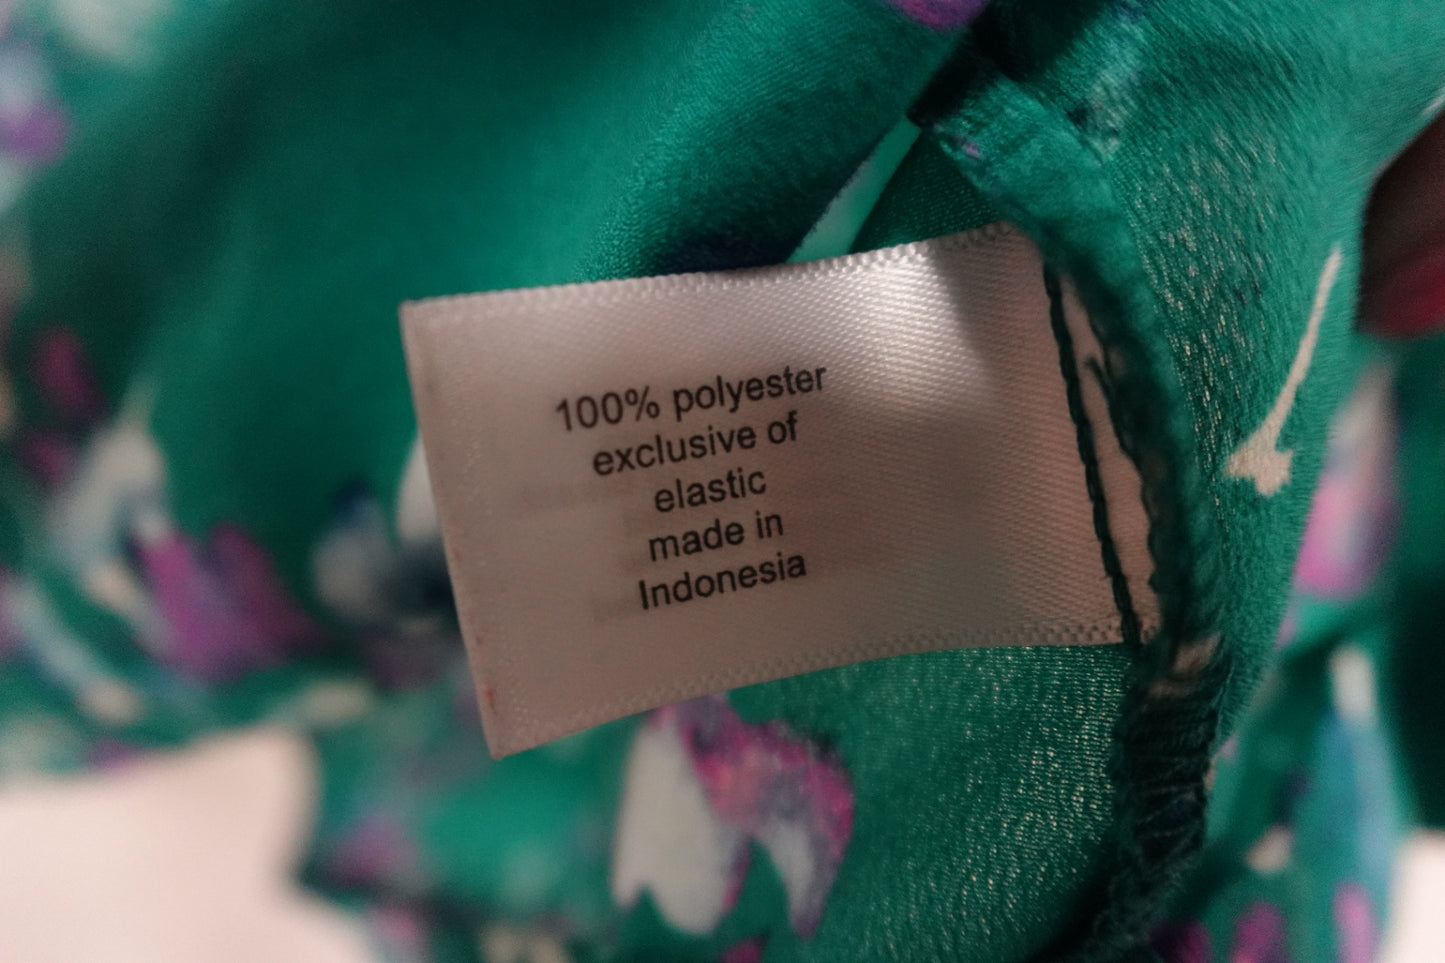 100% polyester
exclusive of
elastic
made in
Indonesia